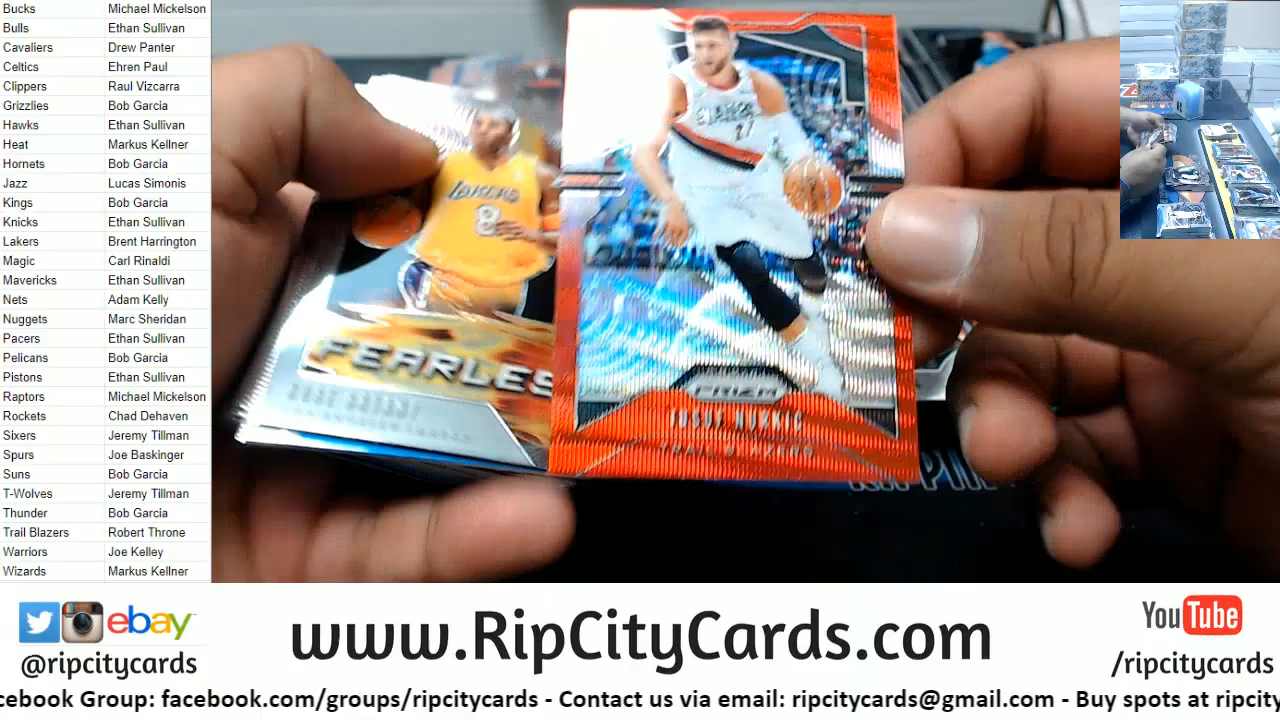 Bucks Michael Mickelson
Bulls Ethan Sullivan
Cavaliers Drew Panter
Celtics Ehren Paul
Clippers Raul Vizcarra
Grizzlies Bob Garcia
Hawks Ethan Sullivan
Heat Markus Kellner
Hornets Bob Garcia
Jazz Lucas Simonis
Kings Bob Garcia
Knicks Ethan Sullivan
Lakers Brent Harrington
Magic Carl Rinaldi
Mavericks Ethan Sullivan
Nets Adam Kelly
Nuggets Marc Sheridan
Pacers Ethan Sullivan
Pelicans Bob Garcia
Pistons Ethan Sullivan
Raptors Michael Mickelson
Rockets Chad Dehaven
Sixers Jeremy Tillman
Spurs Joe Baskinger
Suns Bob Garcia
T-Wolves Jeremy Tillman
Thunder Bob Garcia
Trail Blazers Robert Throne
Warriors Joe Kelley
Wizards Markus Kellner
LAKERS
8
FEARLES
KOBE BRYANT
27
PRIZM
JUSUF NURKIC
TRAIL BLAZERS
ebay
@ripcitycards
www.RipCityCards.com
YouTube
/ripcitycards
cebook Group: facebook.com/groups/ripcitycards - Contact us via email: ripcitycards@gmail.com - Buy spots at ripcity